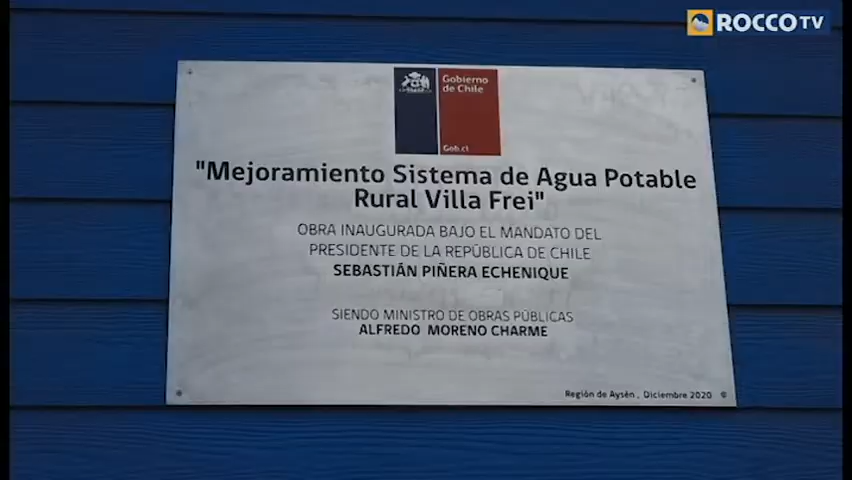 ROCCO TV
Gobierno
de Chile
Gob.cl
"Mejoramiento Sistema de Agua Potable
Rural Villa Frei"
OBRA INAUGURADA BAJO EL MANDATO DEL
PRESIDENTE DE LA REPÚBLICA DE CHILE
SEBASTIÁN PIÑERA ECHENIQUE
SIENDO MINISTRO DE OBRAS PÚBLICAS
ALFREDO MORENO CHARME
Región de Aysén, Diciembre 2020